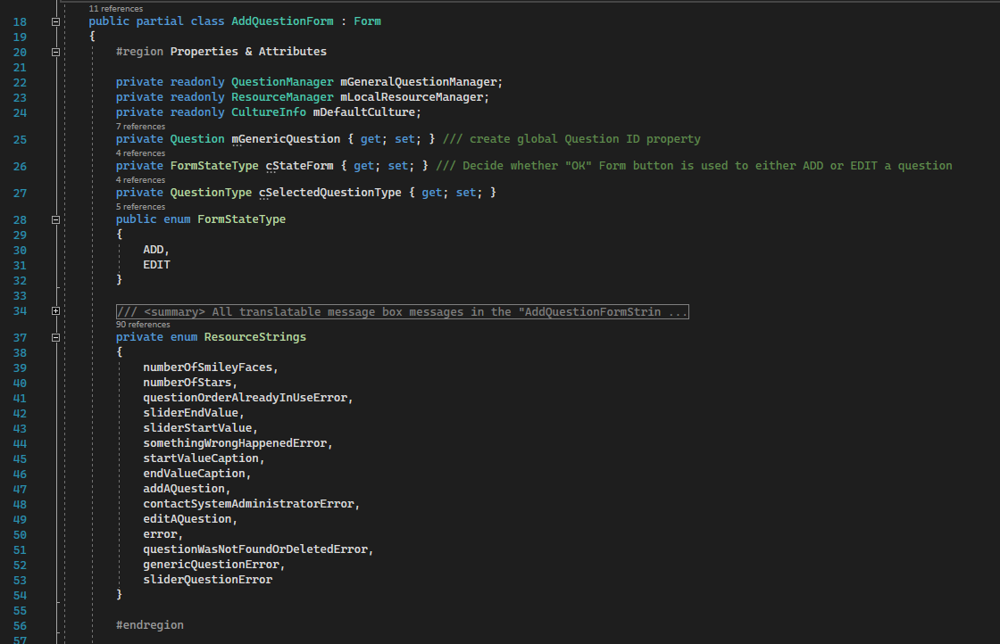 11 references
18 public partial class AddQuestionForm : Form
19 {
20 #region Properties & Attributes
21
22 private readonly QuestionManager mGeneralQuestionManager;
23 private readonly ResourceManager mLocalResourceManager;
24 private readonly CultureInfo mDefaultCulture;
7 references
25 private Question mGenericQuestion { get; set; } /// create global Question ID property
4 references
26 private FormStateType cStateForm { get; set; } /// Decide whether "OK" Form button is used to either ADD or EDIT a question
4 references
27 private QuestionType cSelectedQuestionType { get; set; }
5 references
28 public enum FormStateType
29 {
30 ADD,
31 EDIT
32 }
33
34 /// <summary> All translatable message box messages in the "AddQuestionFormStrin ...
90 references
37 private enum ResourceStrings
38 {
39 numberOfSmileyFaces,
40 numberOfStars,
41 questionOrderAlreadyInUseError,
42 sliderEndValue,
43 sliderStartValue,
44 somethingWrongHappenedError,
45 startValueCaption,
46 endValueCaption,
47 addAQuestion,
48 contactSystemAdministratorError,
49 editAQuestion,
50 error,
51 questionWasNotFoundOrDeletedError,
52 genericQuestionError,
53 sliderQuestionError
54 }
55
56 #endregion
57